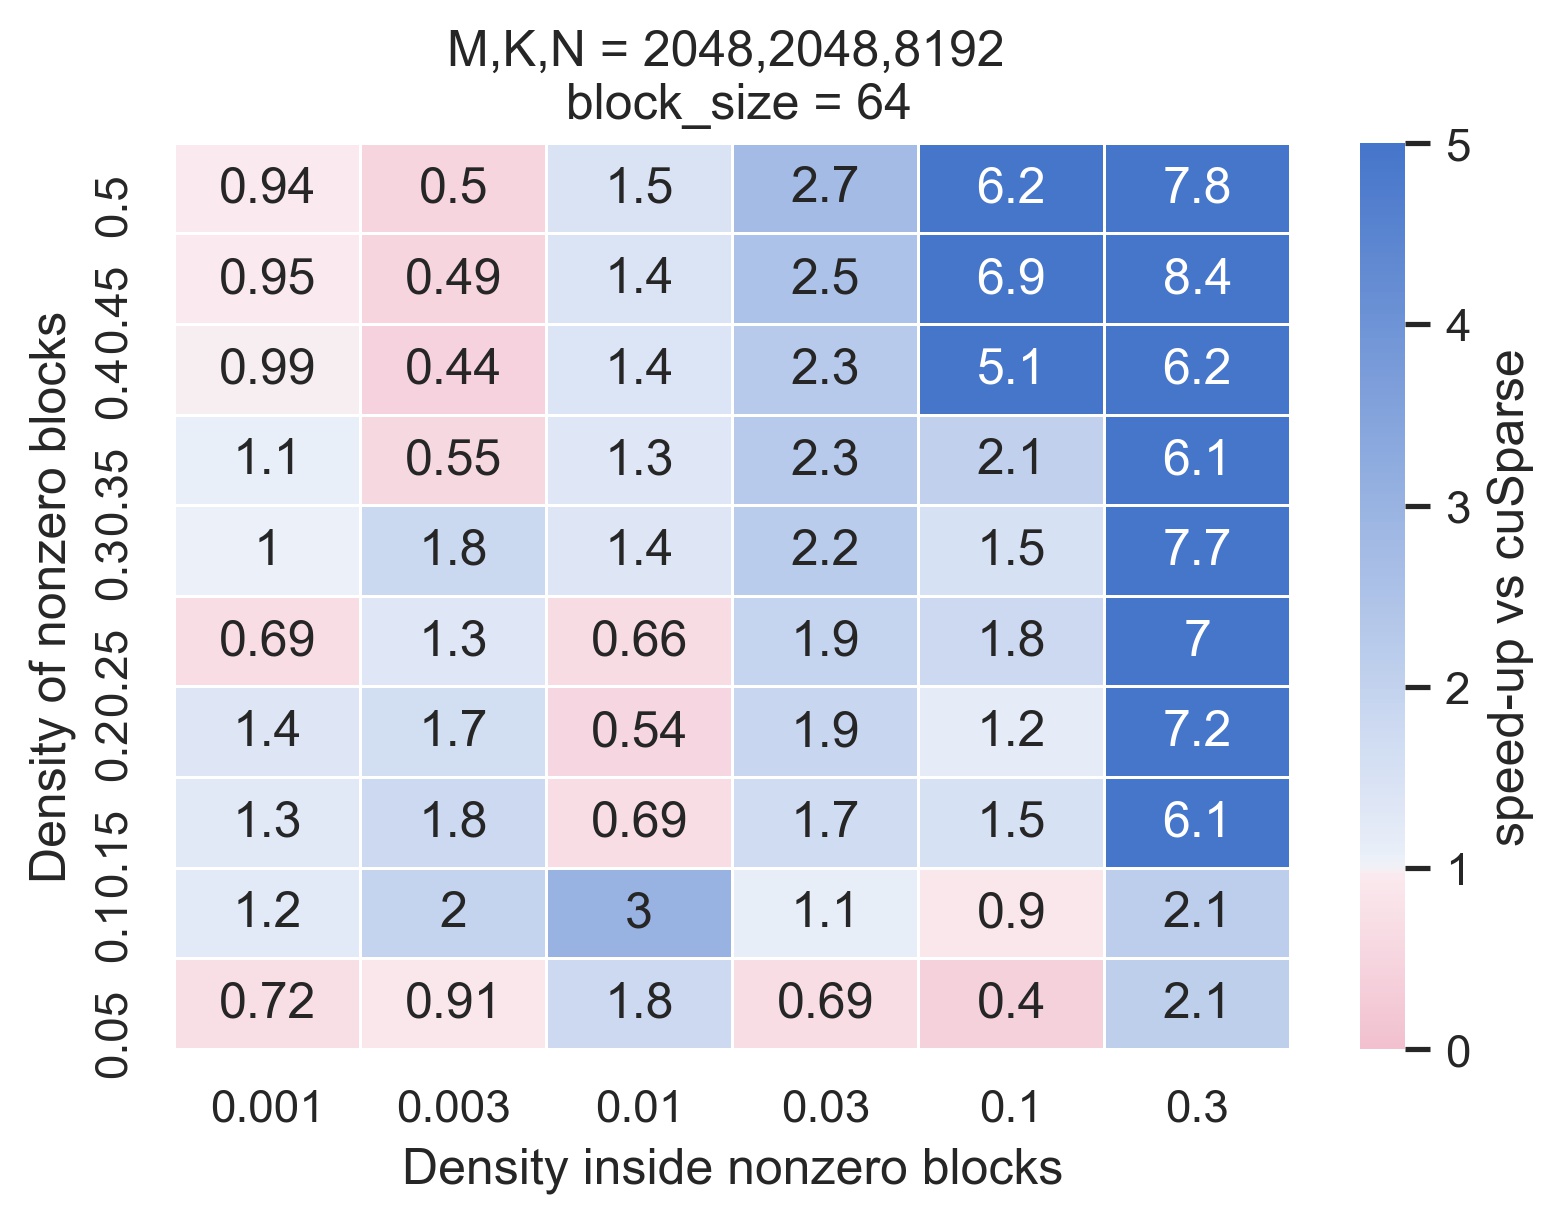 M,K,N = 2048,2048,8192
block_size = 64
Density of nonzero blocks
0.5 0.94 0.5 1.5 2.7 6.2 7.8
0.45 0.95 0.49 1.4 2.5 6.9 8.4
0.4 0.99 0.44 1.4 2.3 5.1 6.2
0.35 1.1 0.55 1.3 2.3 2.1 6.1
0.3 1 1.8 1.4 2.2 1.5 7.7
0.25 0.69 1.3 0.66 1.9 1.8 7
0.2 1.4 1.7 0.54 1.9 1.2 7.2
0.15 1.3 1.8 0.69 1.7 1.5 6.1
0.1 1.2 2 3 1.1 0.9 2.1
0.05 0.72 0.91 1.8 0.69 0.4 2.1
0.001 0.003 0.01 0.03 0.1 0.3
Density inside nonzero blocks
5
4
3
2
1
0
speed-up vs cuSparse